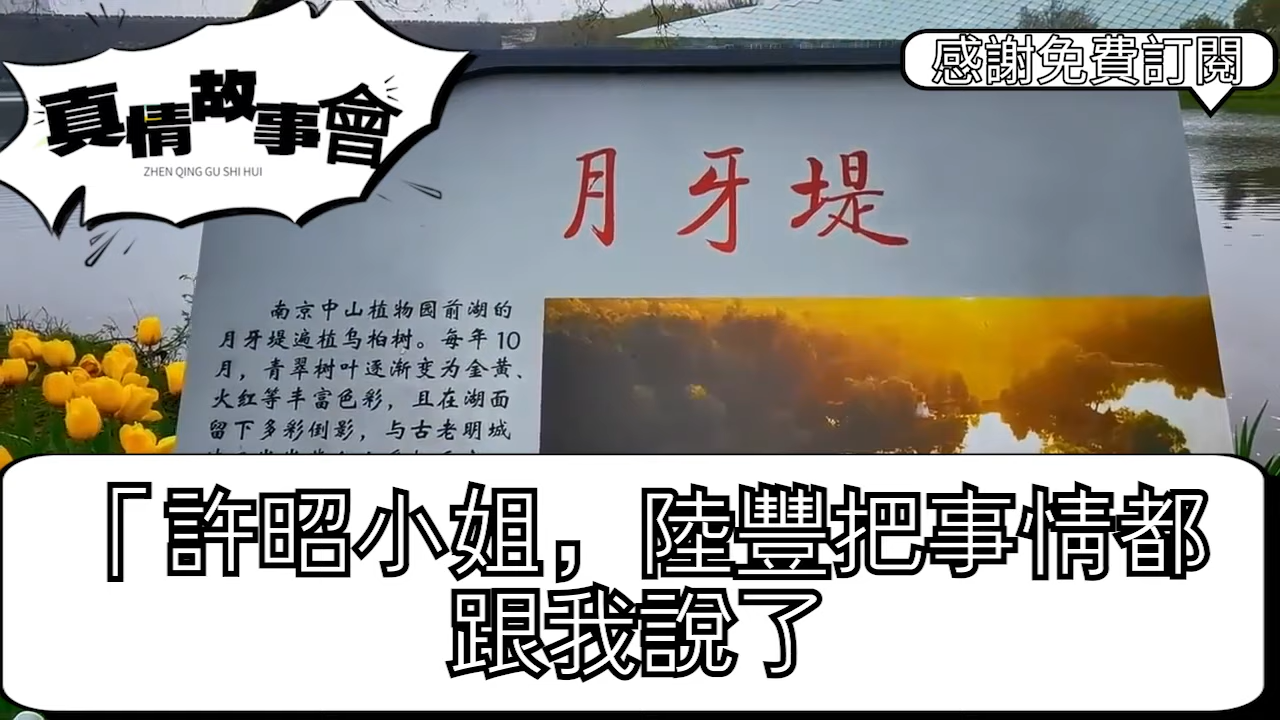 真情故事會
ZHEN QING GU SHI HUI
感謝免費訂閱
月牙堤
南京中山植物园前湖的
月牙堤遍植乌桕树。每年10
月，青翠树叶逐渐变为金黄、
火红等丰富色彩，且在湖面
留下多彩倒影，与古老明城
「許昭小姐，陸豐把事情都
跟我說了